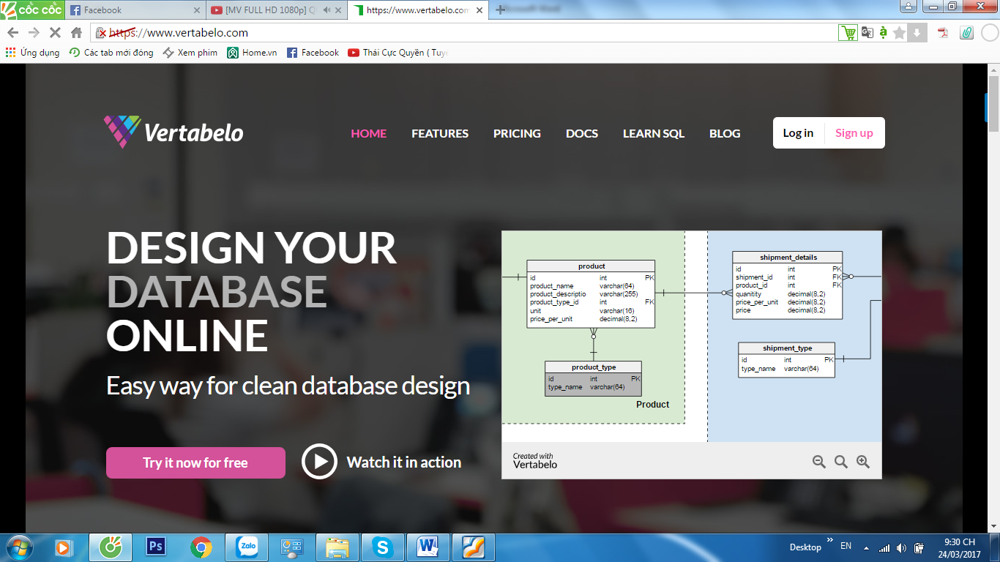 CỐC CỐC
Facebook
[MV FULL HD 1080p] Q
https://www.vertabelo.com
Microsoft Word
https://www.vertabelo.com
Ứng dụng
Các tab mới đóng
Xem phim
Home.vn
Facebook
Thái Cực Quyền ( Tuyệ
Vertabelo
HOME
FEATURES
PRICING
DOCS
LEARN SQL
BLOG
Log in
Sign up
DESIGN YOUR
DATABASE
ONLINE
Easy way for clean database design
Try it now for free
Watch it in action
product
id int PK
product_name varchar(64)
product_descriptio varchar(255)
product_type_id int FK
unit varchar(16)
price_per_unit decimal(8,2)
product_type
id int PK
type_name varchar(64)
Product
shipment_details
id int PK
shipment_id int FK
product_id int FK
quanitity decimal(8,2)
price_per_unit decimal(8,2)
price decimal(8,2)
shipment_type
id int PK
type_name varchar(64)
Created with
Vertabelo
Ps
Zalo
Desktop
EN
9:30 CH
24/03/2017